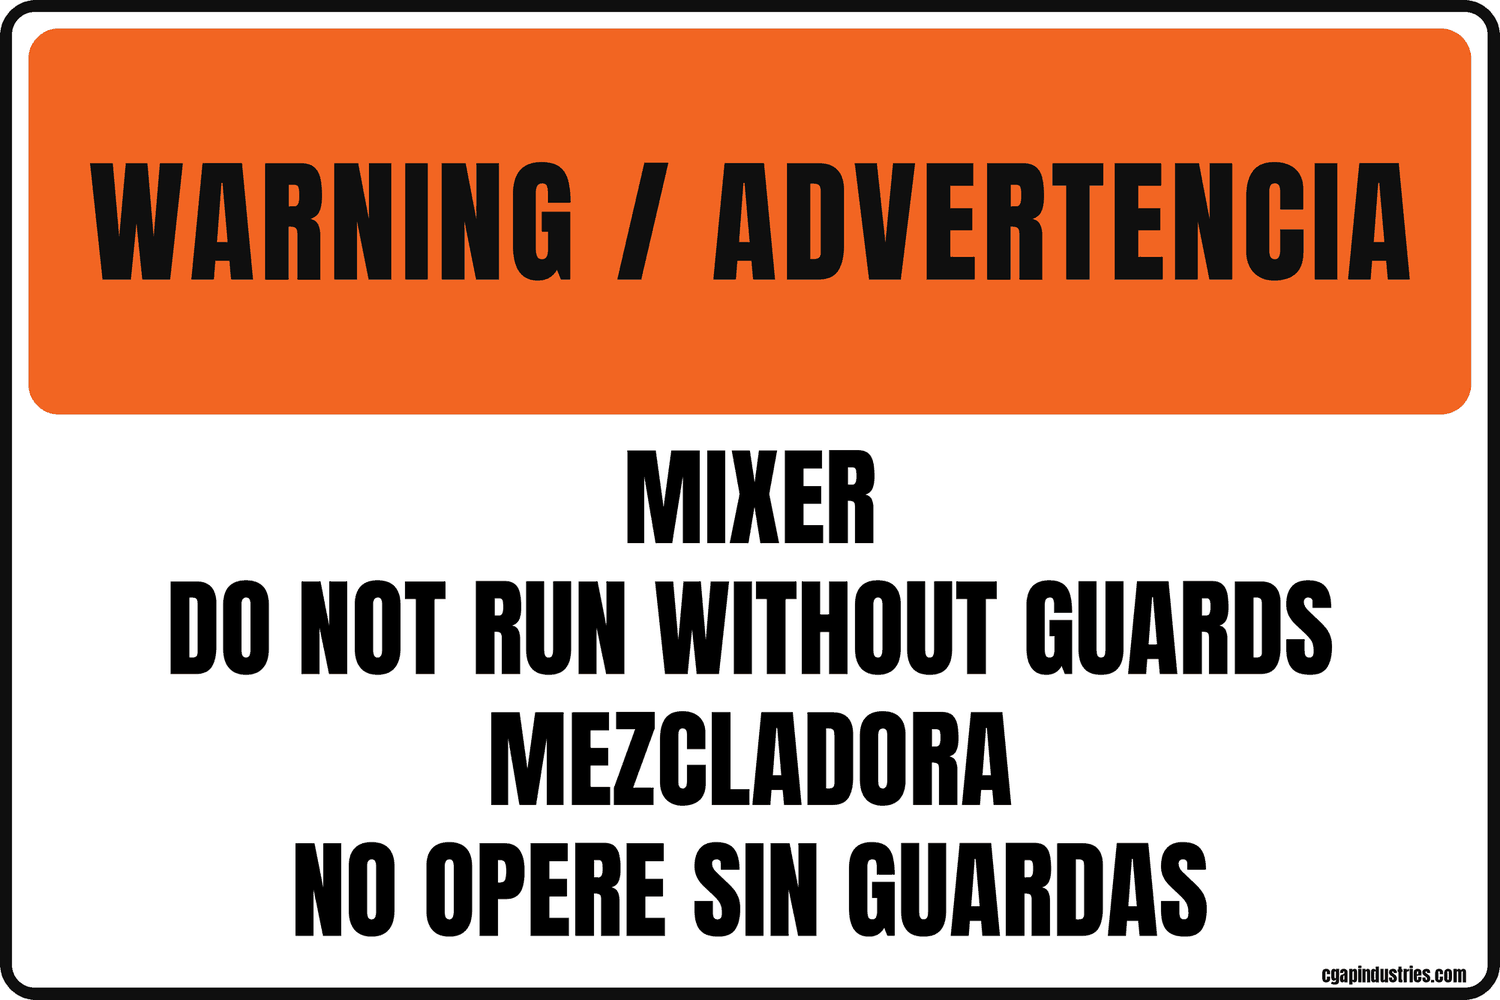 WARNING / ADVERTENCIA
MIXER
DO NOT RUN WITHOUT GUARDS
MEZCLADORA
NO OPERE SIN GUARDAS
cgapindustries.com